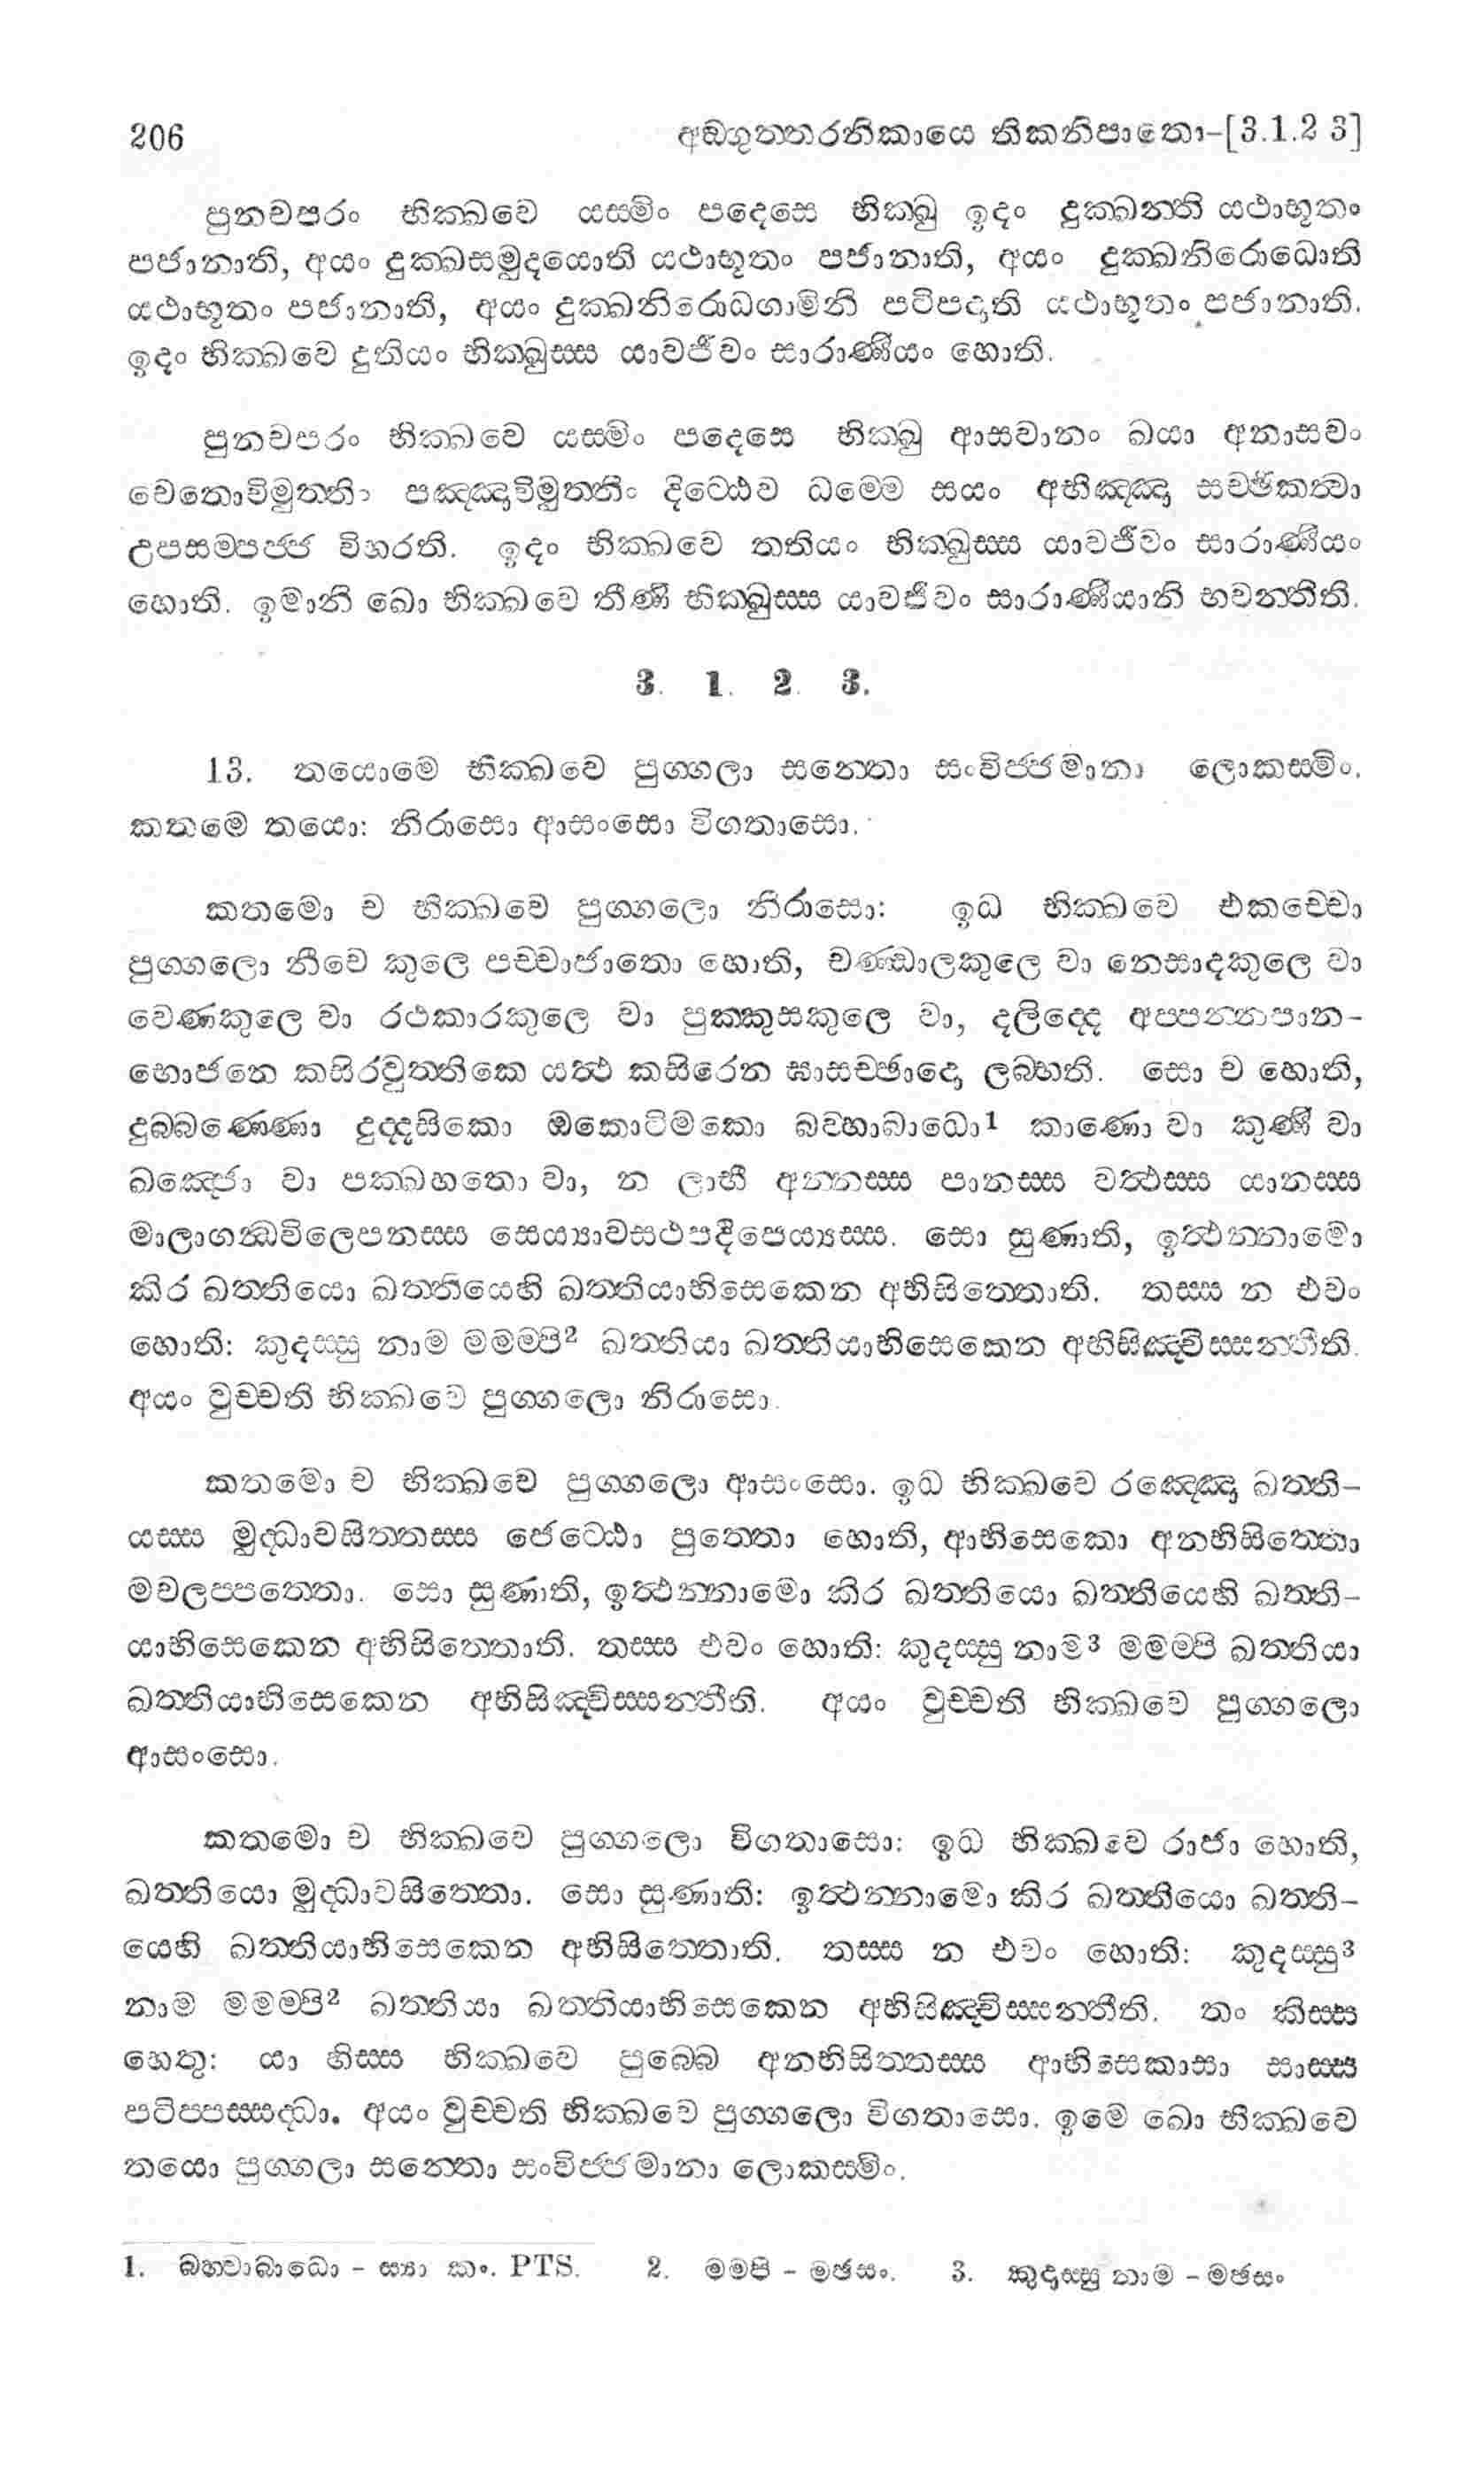 206 අඞ්ගුත්තරනිකායෙ තිකනිපාතො-[3.1.2 3]
පුනචපරං භික්ඛවෙ යස්මිං පදෙසෙ භික්ඛු ඉදං දුක්ඛන්ති යථාභූතං
පජානාති, අයං දුක්ඛසමුදයොති යථාභූතං පජානාති, අයං දුක්ඛනිරොධොති
යථාභූතං පජානාති, අයං දුක්ඛනිරොධගාමිනී පටිපදාති යථාභූතං පජානාති.
ඉදං භික්ඛවෙ දුතියං භික්ඛුස්ස යාවජීවං සාරාණීයං හොති.
පුනචපරං භික්ඛවෙ යස්මිං පදෙසෙ භික්ඛු ආසවානං ඛයා අනාසවං
චෙතොවිමුත්තිං පඤ්ඤාවිමුත්තිං දිට්ඨෙව ධම්මෙ සයං අභිඤ්ඤා සච්ඡිකත්වා
උපසම්පජ්ජ විහරති. ඉදං භික්ඛවෙ තතියං භික්ඛුස්ස යාවජීවං සාරාණීයං
හොති. ඉමානි ඛො භික්ඛවෙ තීණි භික්ඛුස්ස යාවජීවං සාරාණීයානි භවන්තීති.
3. 1. 2. 3.
13. තයොමෙ භික්ඛවෙ පුග්ගලා සන්තො සංවිජ්ජමානා ලොකස්මිං.
කතමෙ තයො: නිරාසො ආසංසො විගතාසො.
කතමො ච භික්ඛවෙ පුග්ගලො නිරාසො: ඉධ භික්ඛවෙ එකච්චො
පුග්ගලො නීචෙ කුලෙ පච්චාජාතො හොති, චණ්ඩාලකුලෙ වා නෙසාදකුලෙ වා
වෙණකුලෙ වා රථකාරකුලෙ වා පුක්කුසකුලෙ වා, දලිද්දෙ අප්පන්නපාන-
භොජනෙ කසිරවුත්තිකෙ යත්ථ කසිරෙන ඝාසච්ඡාදො ලබ්භති. සො ච හොති,
දුබ්බණ්ණො දුද්දසිකො ඔකොටිමකො බව්හාබාධො1 කාණො වා කුණී වා
ඛඤ්ජො වා පක්ඛහතො වා, න ලාභී අන්නස්ස පානස්ස වත්ථස්ස යානස්ස
මාලාගන්ධවිලෙපනස්ස සෙය්‍යාවසථපදීපෙය්‍යස්ස. සො සුණාති, ඉත්ථන්නාමො
කිර ඛත්තියො ඛත්තියෙහි ඛත්තියාභිසෙකෙන අභිසිත්තොති. තස්ස න එවං
හොති: කුදස්සු නාම මමම්පි2 ඛත්තියා ඛත්තියාභිසෙකෙන අභිසිඤ්චිස්සන්තීති.
අයං වුච්චති භික්ඛවෙ පුග්ගලො නිරාසො.
කතමො ච භික්ඛවෙ පුග්ගලො ආසංසො. ඉධ භික්ඛවෙ රඤ්ඤො ඛත්ති-
යස්ස මුද්ධාවසිත්තස්ස ජෙට්ඨො පුත්තො හොති, ආභිසෙකො අනභිසිත්තො
මචලප්පත්තො. සො සුණාති, ඉත්ථන්නාමො කිර ඛත්තියො ඛත්තියෙහි ඛත්ති-
යාභිසෙකෙන අභිසිත්තොති. තස්ස එවං හොති: කුදස්සු නාම3 මමම්පි ඛත්තියා
ඛත්තියාභිසෙකෙන අභිසිඤ්චිස්සන්තීති. අයං වුච්චති භික්ඛවෙ පුග්ගලො
ආසංසො.
කතමො ච භික්ඛවෙ පුග්ගලො විගතාසො: ඉධ භික්ඛවෙ රාජා හොති,
ඛත්තියො මුද්ධාවසිත්තො. සො සුණාති: ඉත්ථන්නාමො කිර ඛත්තියො ඛත්ති-
යෙහි ඛත්තියාභිසෙකෙන අභිසිත්තොති. තස්ස න එවං හොති: කුදස්සු3
නාම මමම්පි2 ඛත්තියා ඛත්තියාභිසෙකෙන අභිසිඤ්චිස්සන්තීති. තං කිස්ස
හෙතු: යා හිස්ස භික්ඛවෙ පුබ්බෙ අනභිසිත්තස්ස ආභිසෙකාසා සාස්ස
පටිප්පස්සද්ධා. අයං වුච්චති භික්ඛවෙ පුග්ගලො විගතාසො. ඉමෙ ඛො භික්ඛවෙ
තයො පුග්ගලා සන්තො සංවිජ්ජමානා ලොකස්මිං.
1. බහ්වාබාධො - ස්‍යා කං. PTS. 2. මමපි - මඡසං. 3. කුදාස්සු නාම - මඡසං